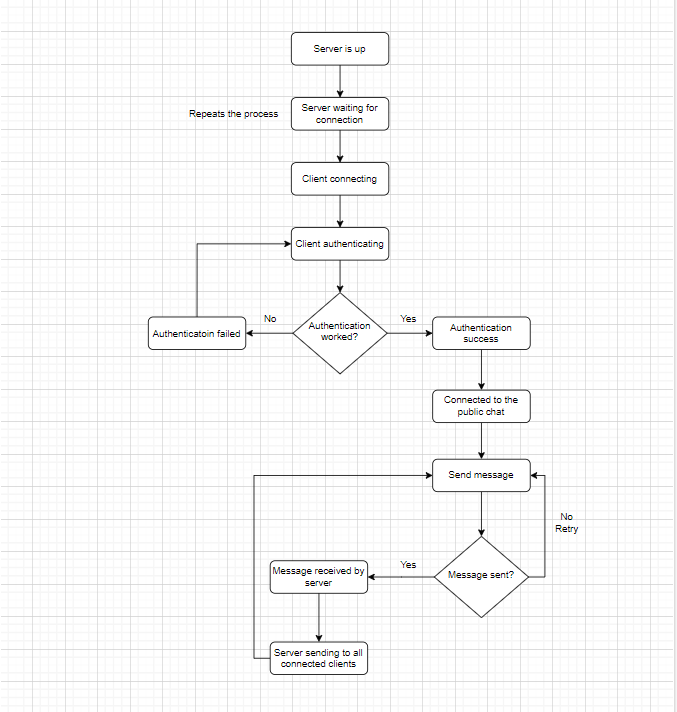 Server is up
Repeats the process
Server waiting for
connection
Client connecting
Client authenticating
No
Authentication
worked?
Yes
Authenticatoin failed
Authentication
success
Connected to the
public chat
Send message
No
Retry
Message sent?
Yes
Message received by
server
Server sending to all
connected clients